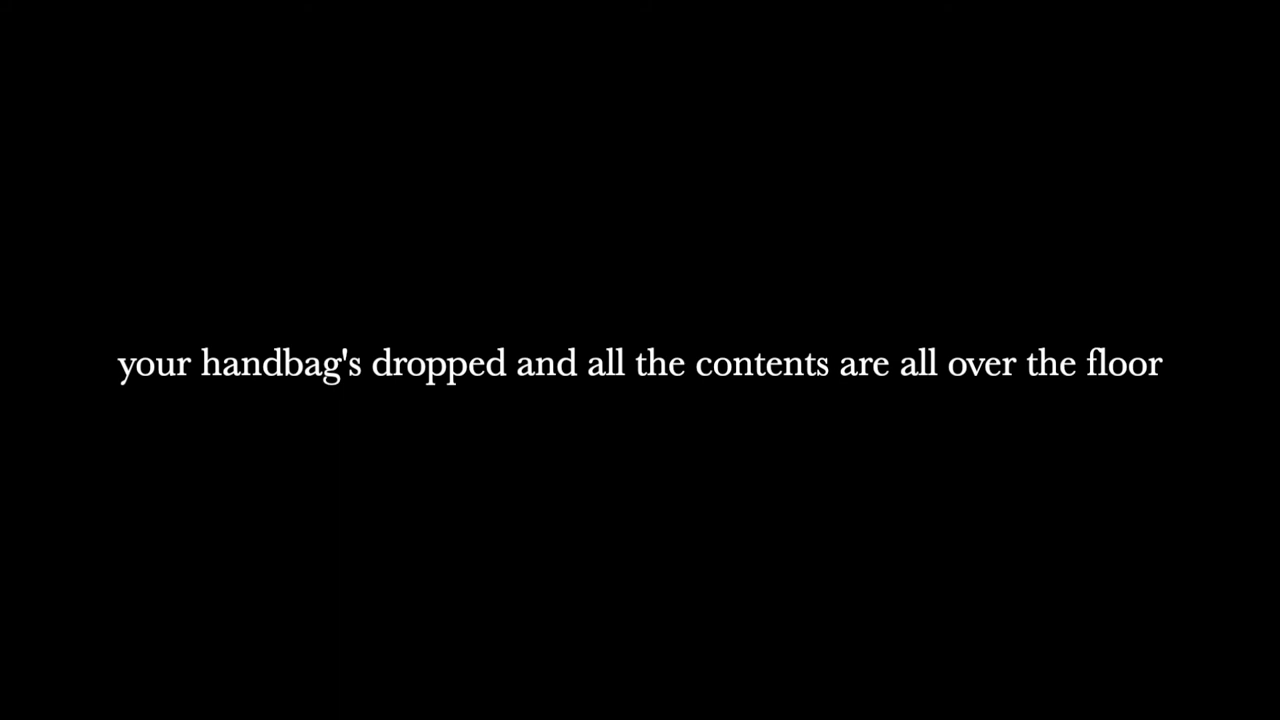 your handbag's dropped and all the contents are all over the floor